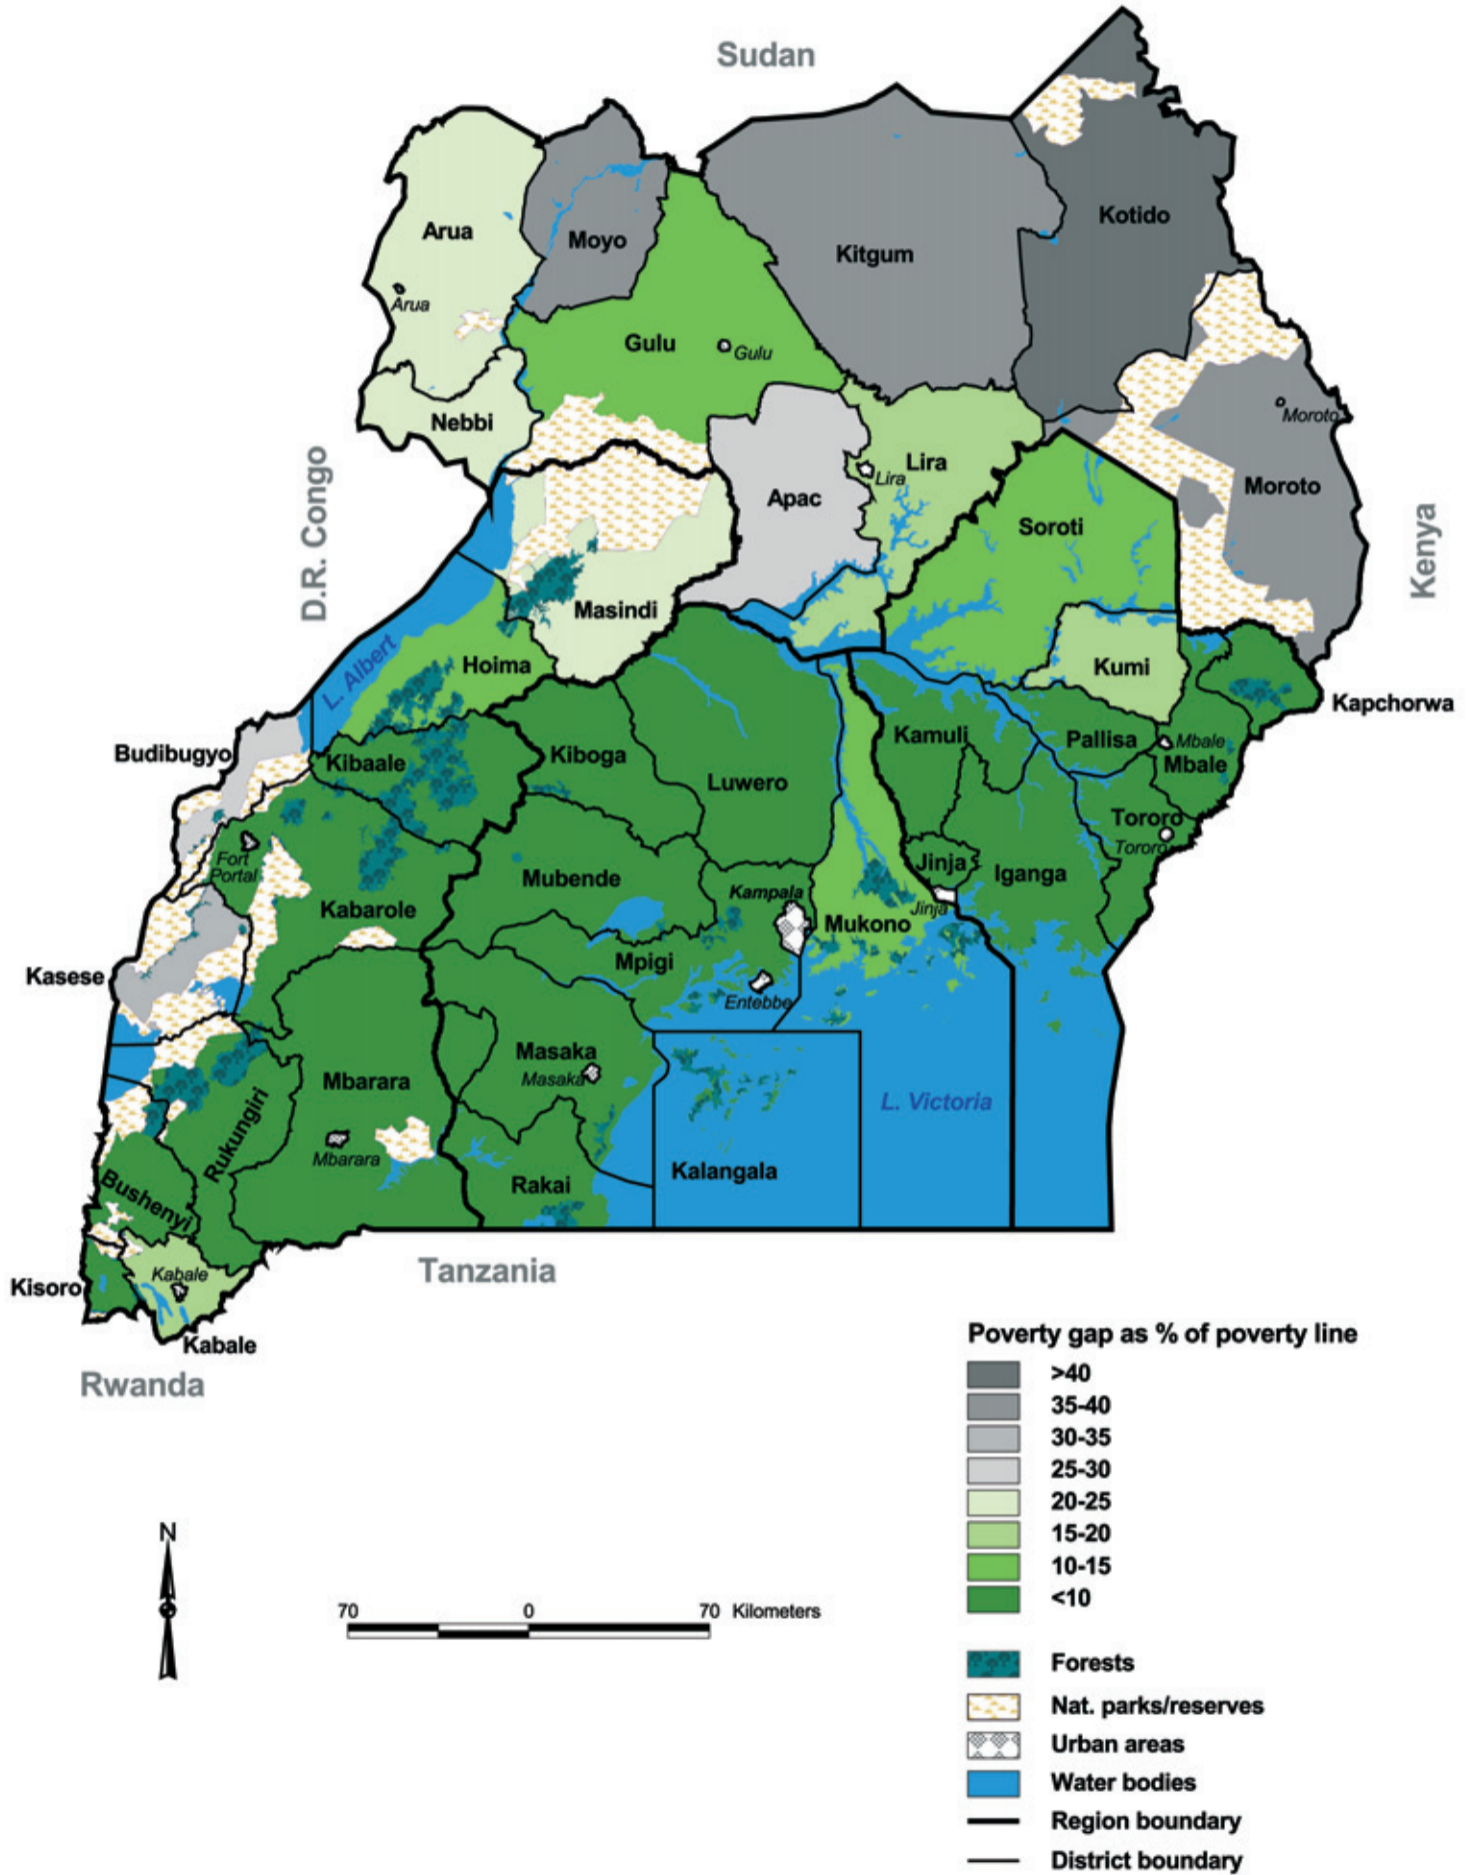 Sudan
Kotido
Arua
Moyo
Kitgum
Arua
Gulu
Gulu
Moroto
Nebbi
Lira
Lira
Moroto
Apac
Soroti
D.R. Congo
Kenya
Masindi
Hoima
Kumi
L. Albert
Kapchorwa
Budibugyo
Kibaale
Kiboga
Kamuli
Pallisa
Mbale
Mbale
Luwero
Tororo
Tororo
Fort
Portal
Jinja
Iganga
Mubende
Kampala
Kabarole
Jinja
Mukono
Mpigi
Kasese
Entebbe
Masaka
Masaka
Mbarara
L. Victoria
Rukungiri
Mbarara
Kalangala
Rakai
Bushenyi
Kabale
Kisoro
Tanzania
Kabale
Rwanda
Poverty gap as % of poverty line
>40
35-40
30-35
25-30
20-25
15-20
10-15
<10
N
70 0 70 Kilometers
Forests
Nat. parks/reserves
Urban areas
Water bodies
Region boundary
District boundary